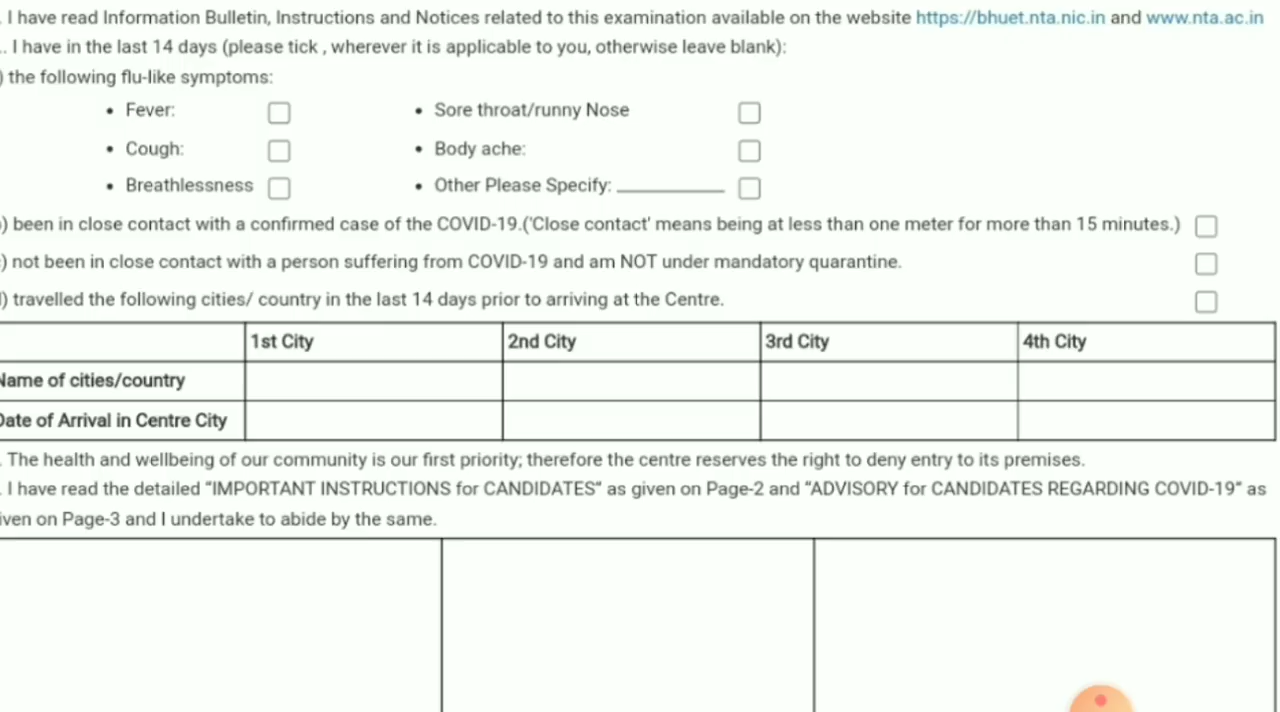 . I have read Information Bulletin, Instructions and Notices related to this examination available on the website https://bhuet.nta.nic.in and www.nta.ac.in
.. I have in the last 14 days (please tick , wherever it is applicable to you, otherwise leave blank):
) the following flu-like symptoms:
• Fever: • Sore throat/runny Nose
• Cough: • Body ache:
• Breathlessness • Other Please Specify: __________
) been in close contact with a confirmed case of the COVID-19.('Close contact' means being at less than one meter for more than 15 minutes.)
) not been in close contact with a person suffering from COVID-19 and am NOT under mandatory quarantine.
) travelled the following cities/ country in the last 14 days prior to arriving at the Centre.
1st City 2nd City 3rd City 4th City
Name of cities/country
Date of Arrival in Centre City
. The health and wellbeing of our community is our first priority; therefore the centre reserves the right to deny entry to its premises.
. I have read the detailed "IMPORTANT INSTRUCTIONS for CANDIDATES" as given on Page-2 and "ADVISORY for CANDIDATES REGARDING COVID-19" as
iven on Page-3 and I undertake to abide by the same.